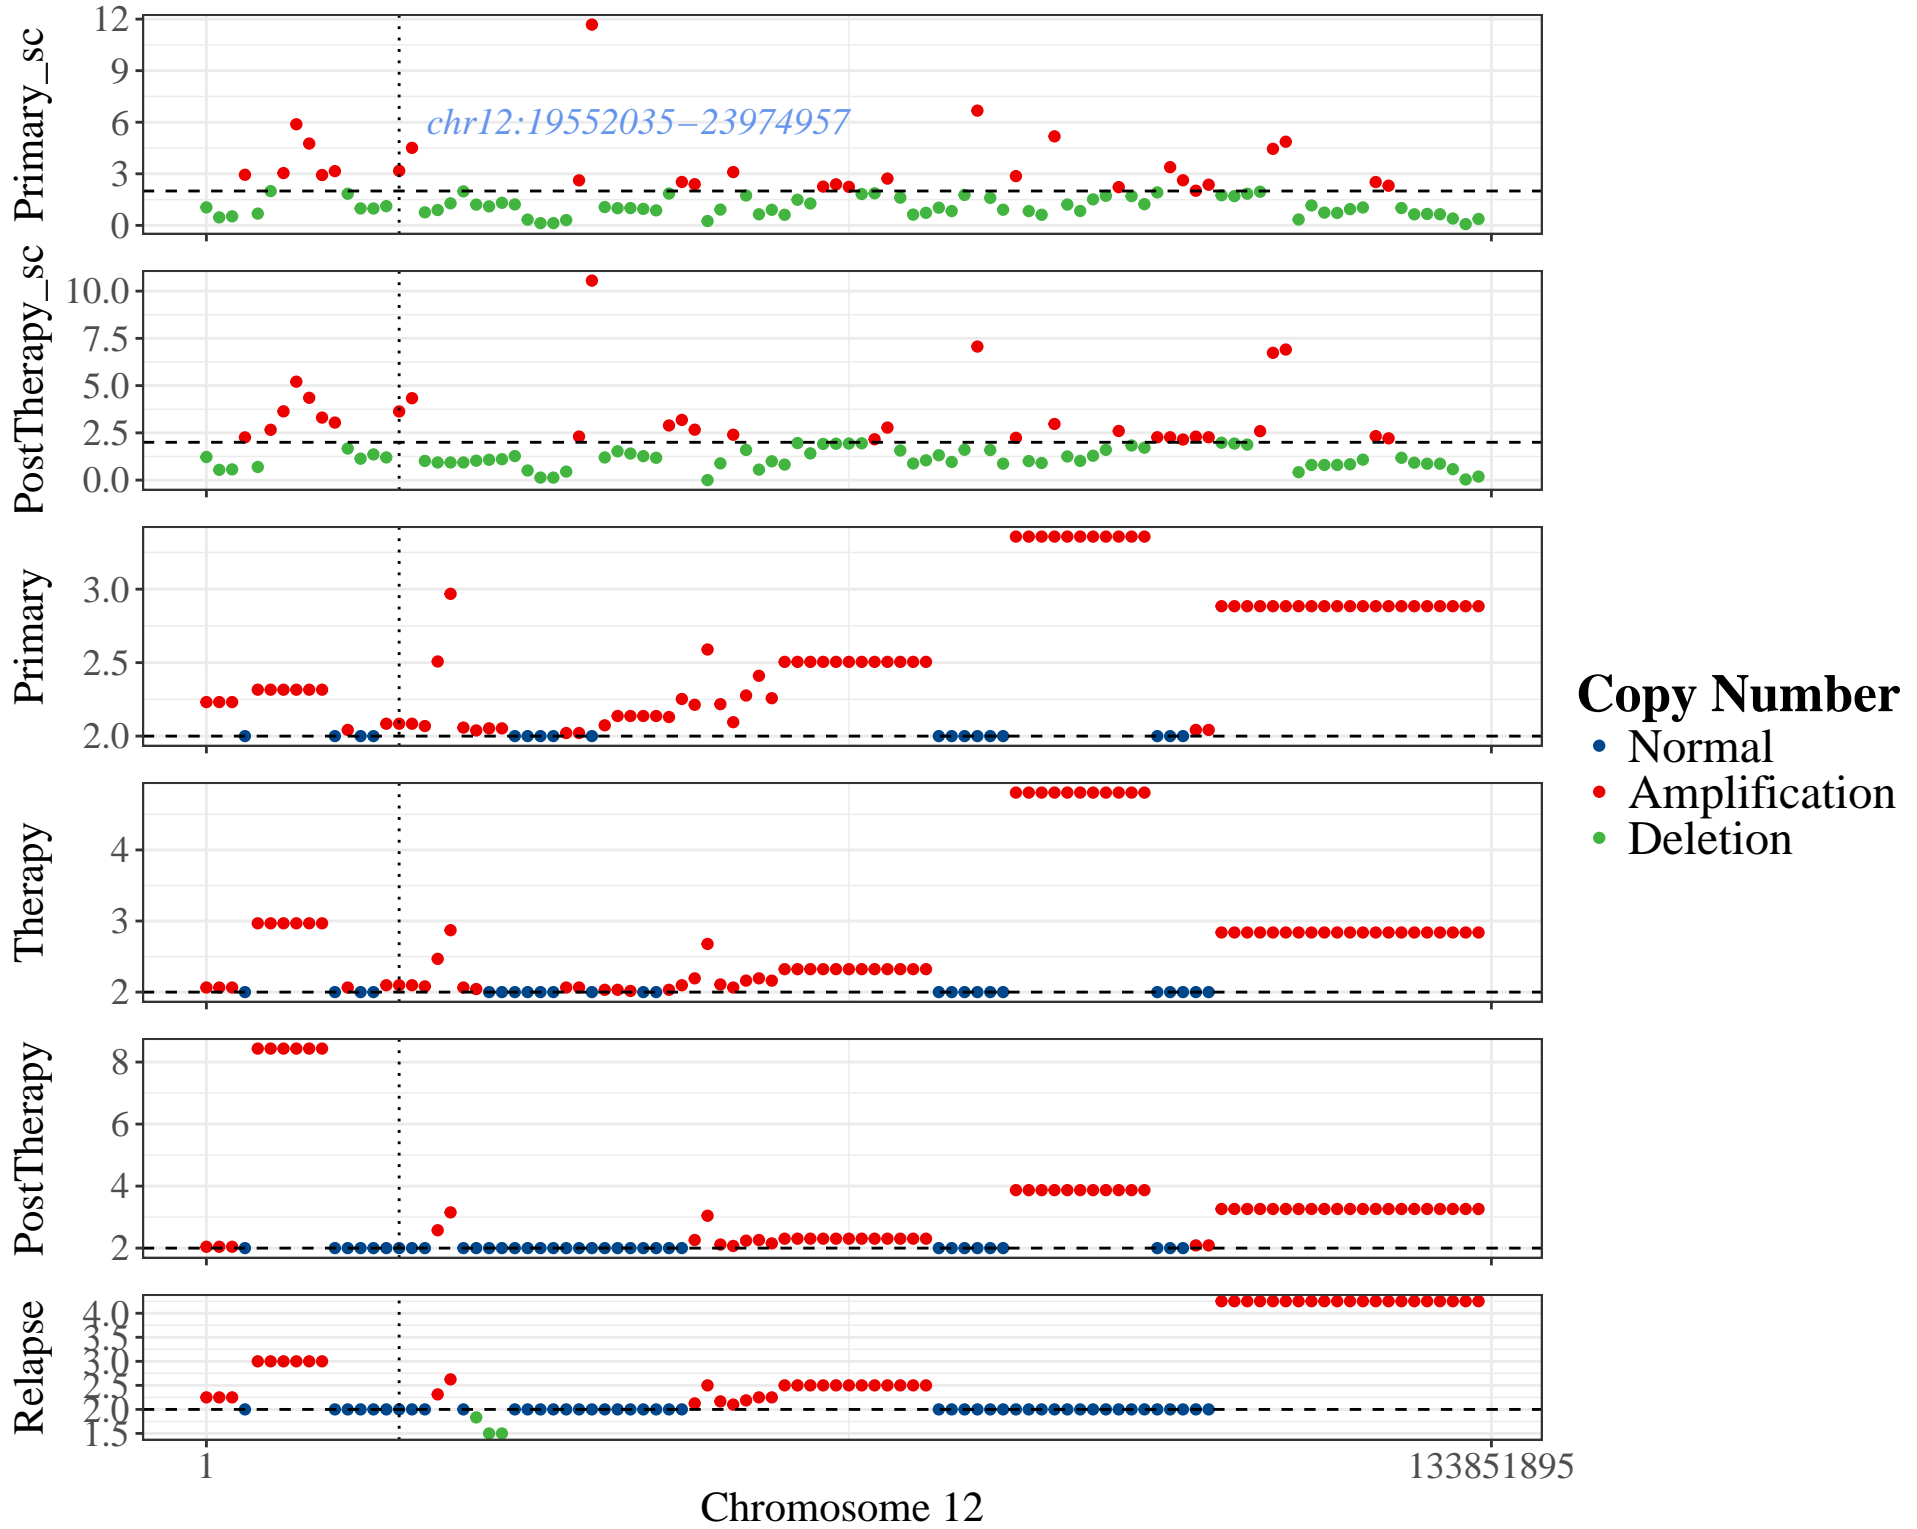 Primary_sc
12
9
6
3
0
chr12:19552035−23974957
PostTherapy_sc
10.0
7.5
5.0
2.5
0.0
Primary
3.0
2.5
2.0
Therapy
4
3
2
PostTherapy
8
6
4
2
Relapse
4.0
3.5
3.0
2.5
2.0
1.5
1
133851895
Chromosome 12
Copy Number
Normal
Amplification
Deletion